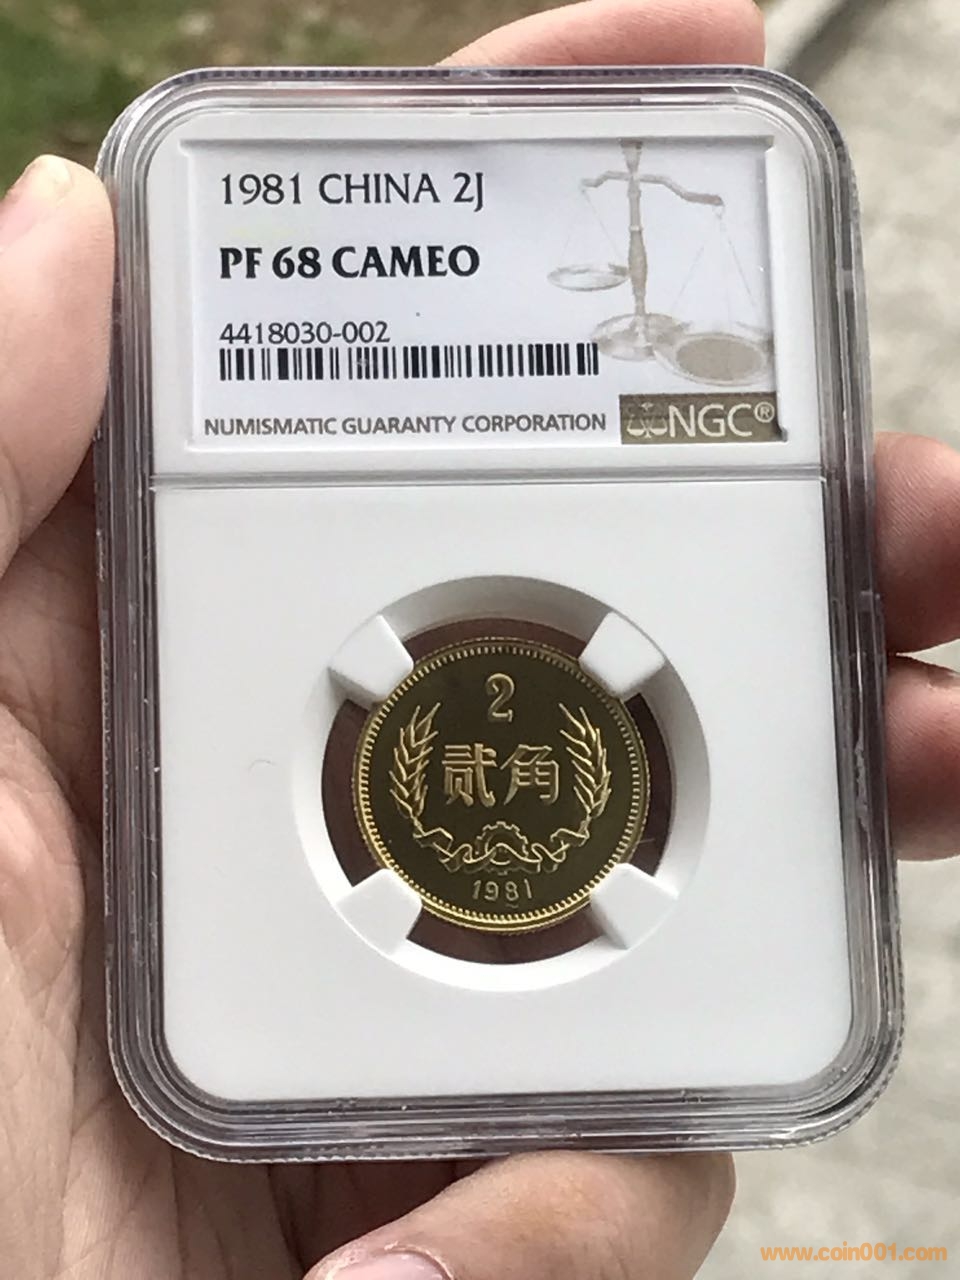 1981 CHINA 2J
PF 68 CAMEO
4418030-002
NUMISMATIC GUARANTY CORPORATION
NGC®
2
贰角
1981
www.coin001.com